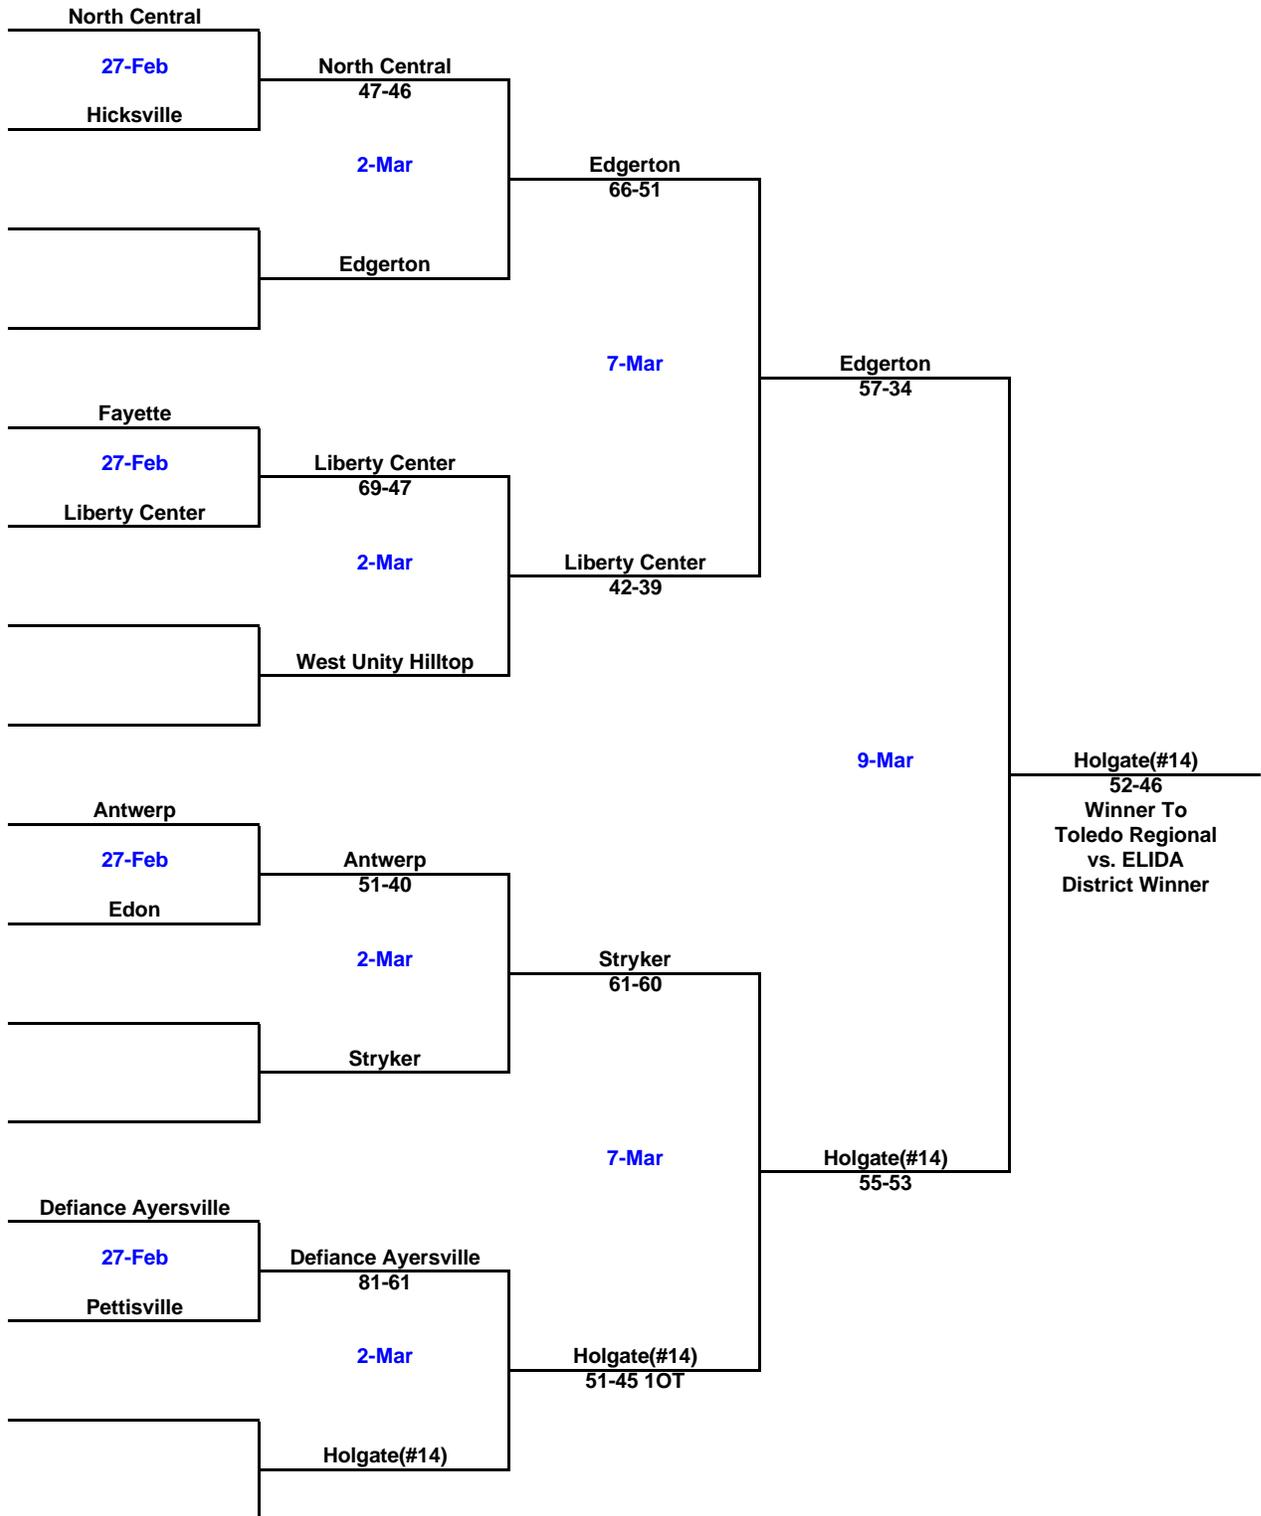 North Central
27-Feb
North Central
47-46
Hicksville
2-Mar
Edgerton
66-51
Edgerton
7-Mar
Edgerton
57-34
Fayette
27-Feb
Liberty Center
69-47
Liberty Center
2-Mar
Liberty Center
42-39
West Unity Hilltop
9-Mar
Holgate(#14)
52-46
Winner To
Toledo Regional
vs. ELIDA
District Winner
Antwerp
27-Feb
Antwerp
51-40
Edon
2-Mar
Stryker
61-60
Stryker
7-Mar
Holgate(#14)
55-53
Defiance Ayersville
27-Feb
Defiance Ayersville
81-61
Pettisville
2-Mar
Holgate(#14)
51-45 1OT
Holgate(#14)